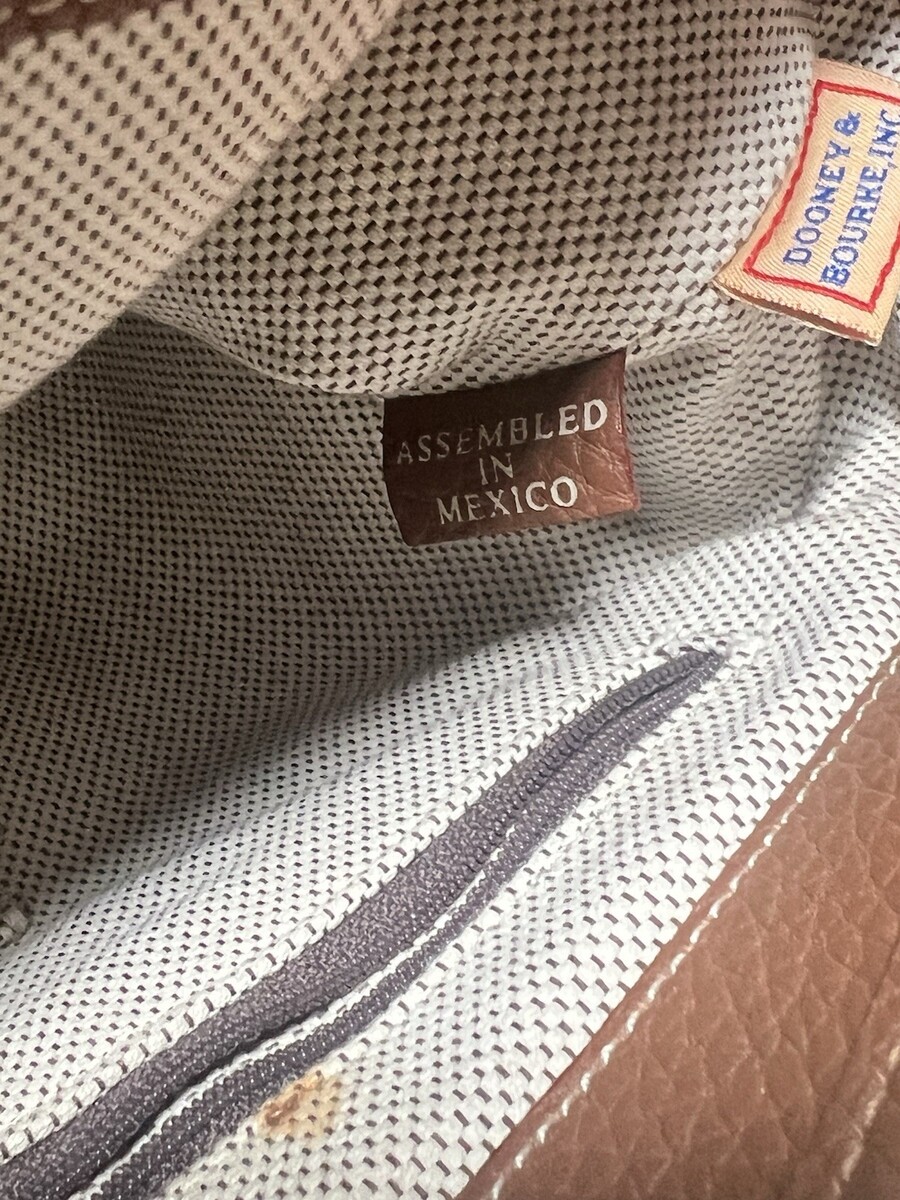 DOONEY &
BOURKE, INC
ASSEMBLED
IN
MEXICO